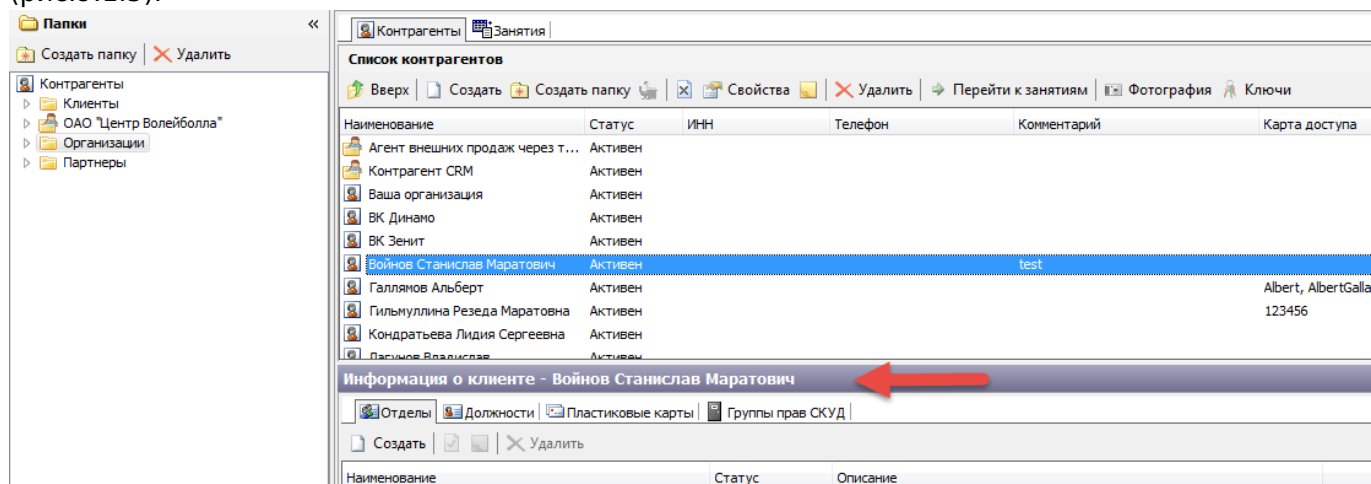 Папки «
Создать папку Удалить
Контрагенты
Клиенты
ОАО "Центр Волейболла"
Организации
Партнеры
Контрагенты Занятия
Список контрагентов
Вверх Создать Создать папку Свойства Удалить Перейти к занятиям Фотография Ключи
Наименование Статус ИНН Телефон Комментарий Карта доступа
Агент внешних продаж через т... Активен
Контрагент CRM Активен
Ваша организация Активен
ВК Динамо Активен
ВК Зенит Активен
Войнов Станислав Маратович Активен test
Галлямов Альберт Активен Albert, AlbertGalla
Гильмуллина Резеда Маратовна Активен 123456
Кондратьева Лидия Сергеевна Активен
Лагунов Владислав Активен
Информация о клиенте - Войнов Станислав Маратович
Отделы Должности Пластиковые карты Группы прав СКУД
Создать Удалить
Наименование Статус Описание